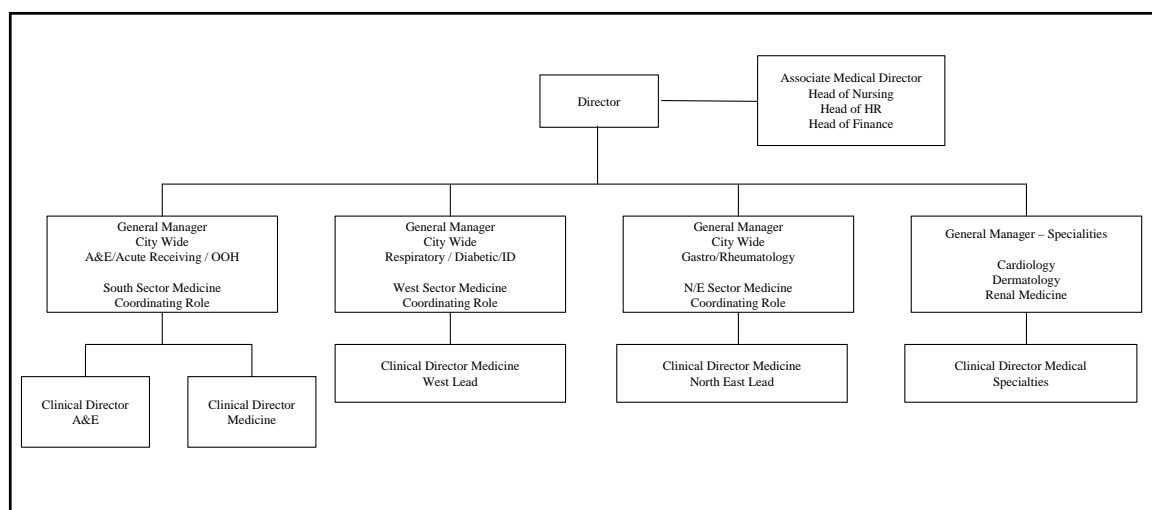 Director
Associate Medical Director
Head of Nursing
Head of HR
Head of Finance
General Manager
City Wide
A&E/Acute Receiving / OOH
South Sector Medicine
Coordinating Role
General Manager
City Wide
Respiratory / Diabetic/ID
West Sector Medicine
Coordinating Role
General Manager
City Wide
Gastro/Rheumatology
N/E Sector Medicine
Coordinating Role
General Manager – Specialities
Cardiology
Dermatology
Renal Medicine
Clinical Director
A&E
Clinical Director
Medicine
Clinical Director Medicine
West Lead
Clinical Director Medicine
North East Lead
Clinical Director Medical
Specialties